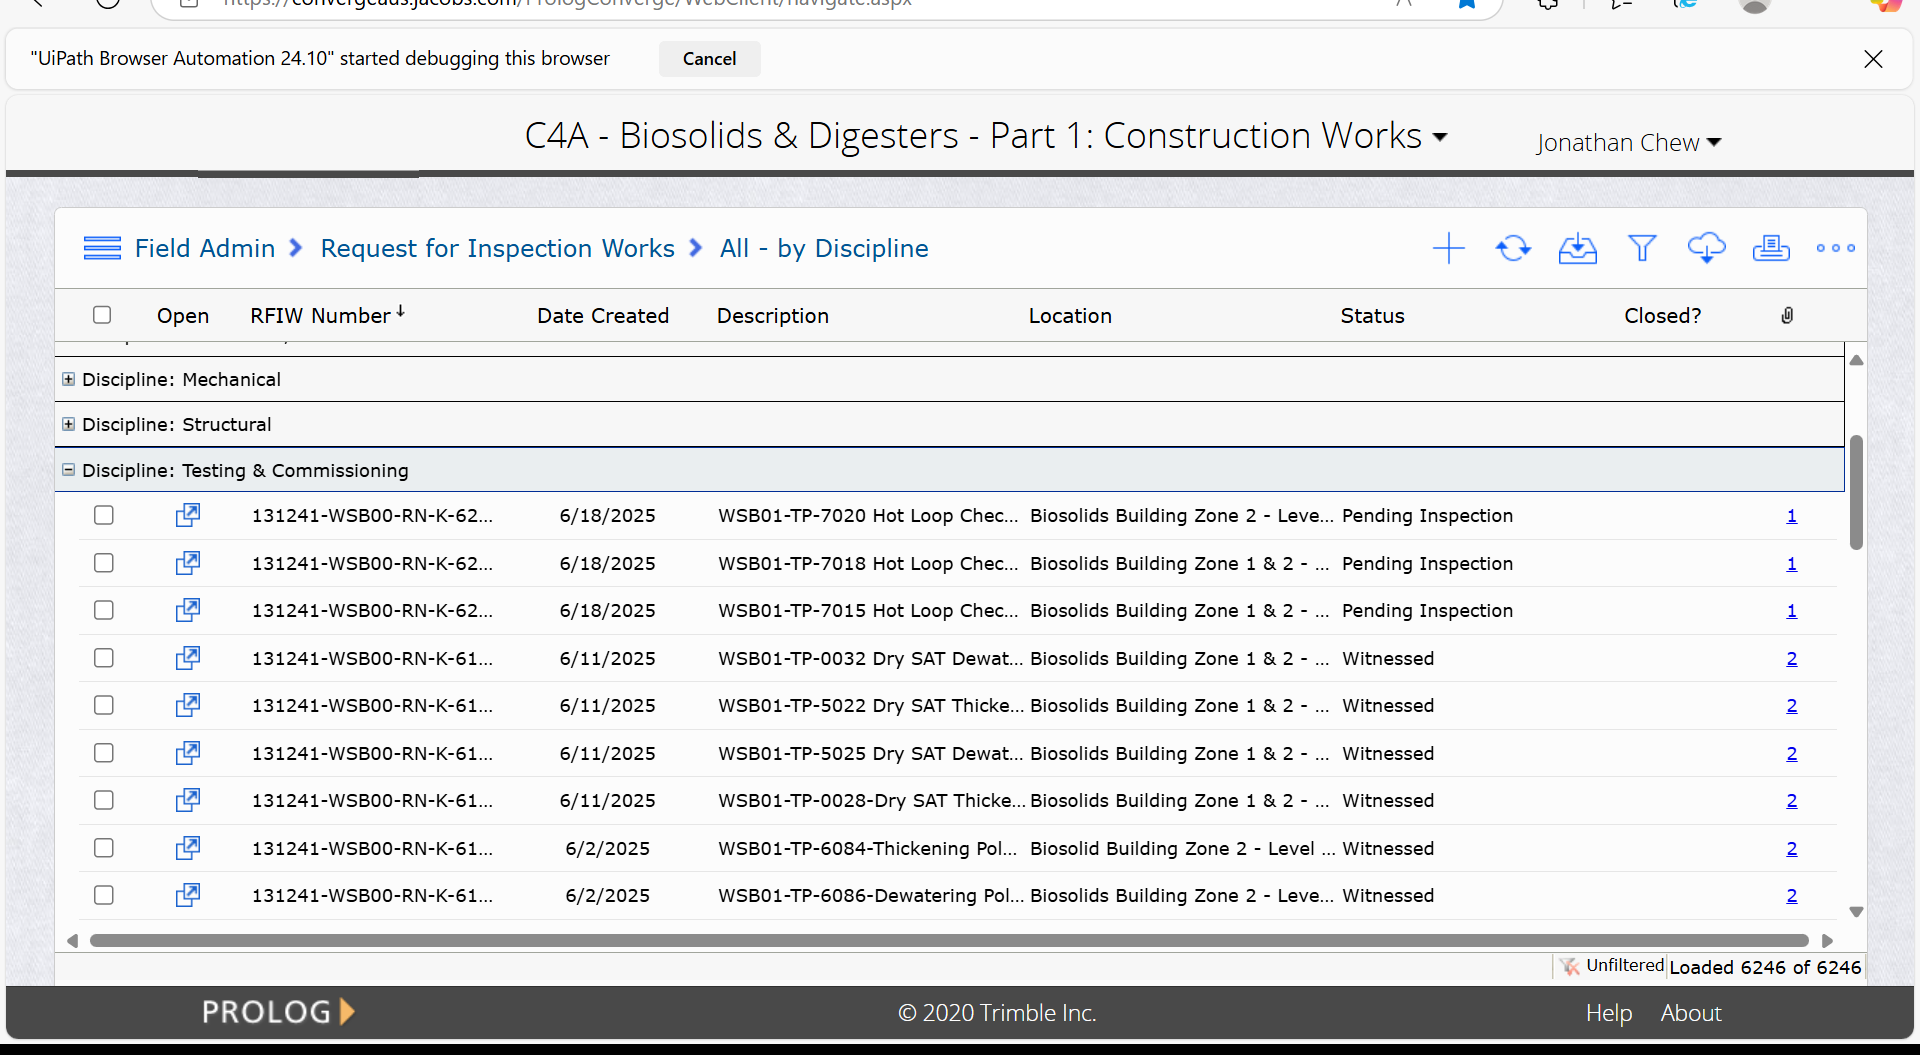 https://convergeaus.jacobs.com/PrologConverge/WebClient/navigate.aspx
"UiPath Browser Automation 24.10" started debugging this browser Cancel
C4A - Biosolids & Digesters - Part 1: Construction Works
Jonathan Chew
Field Admin Request for Inspection Works All - by Discipline
Open RFIW Number Date Created Description Location Status Closed?
Discipline: Mechanical
Discipline: Structural
Discipline: Testing & Commissioning
131241-WSB00-RN-K-62... 6/18/2025 WSB01-TP-7020 Hot Loop Chec... Biosolids Building Zone 2 - Leve... Pending Inspection 1
131241-WSB00-RN-K-62... 6/18/2025 WSB01-TP-7018 Hot Loop Chec... Biosolids Building Zone 1 & 2 - ... Pending Inspection 1
131241-WSB00-RN-K-62... 6/18/2025 WSB01-TP-7015 Hot Loop Chec... Biosolids Building Zone 1 & 2 - ... Pending Inspection 1
131241-WSB00-RN-K-61... 6/11/2025 WSB01-TP-0032 Dry SAT Dewat... Biosolids Building Zone 1 & 2 - ... Witnessed 2
131241-WSB00-RN-K-61... 6/11/2025 WSB01-TP-5022 Dry SAT Thicke... Biosolids Building Zone 1 & 2 - ... Witnessed 2
131241-WSB00-RN-K-61... 6/11/2025 WSB01-TP-5025 Dry SAT Dewat... Biosolids Building Zone 1 & 2 - ... Witnessed 2
131241-WSB00-RN-K-61... 6/11/2025 WSB01-TP-0028-Dry SAT Thicke... Biosolids Building Zone 1 & 2 - ... Witnessed 2
131241-WSB00-RN-K-61... 6/2/2025 WSB01-TP-6084-Thickening Pol... Biosolid Building Zone 2 - Level ... Witnessed 2
131241-WSB00-RN-K-61... 6/2/2025 WSB01-TP-6086-Dewatering Pol... Biosolids Building Zone 2 - Leve... Witnessed 2
Unfiltered Loaded 6246 of 6246
PROLOG © 2020 Trimble Inc. Help About